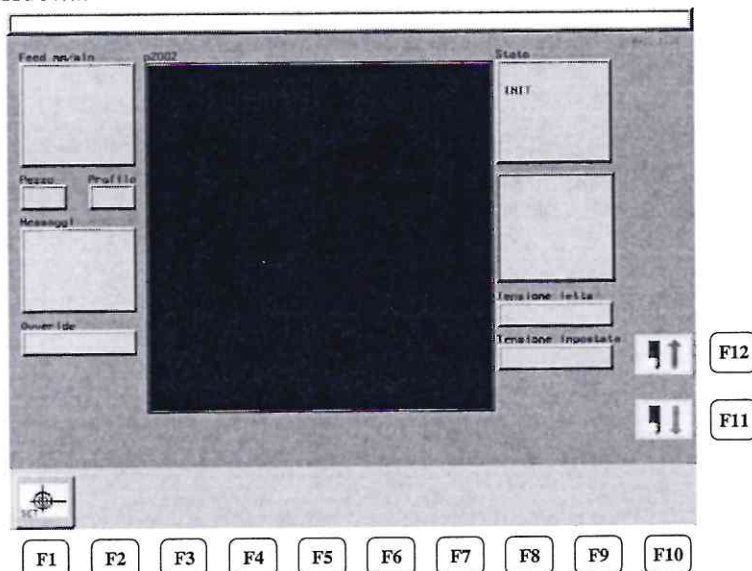 Feed mm/min
p2002
Stato
INIT
Pezzo Profilo
Messaggi
Override
Tensione letta
Tensione impostata
F12
F11
SET
F1 F2 F3 F4 F5 F6 F7 F8 F9 F10